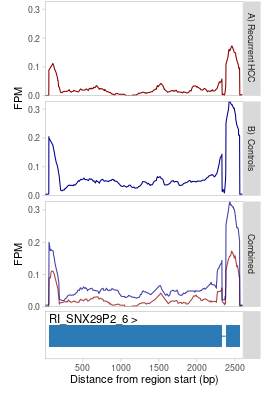 0.3
0.2
0.1
0.0
FPM
A) Recurrent HCC
0.3
0.2
0.1
0.0
B) Controls
0.3
0.2
0.1
0.0
FPM
Combined
RI_SNX29P2_6 >
500 1000 1500 2000 2500
Distance from region start (bp)